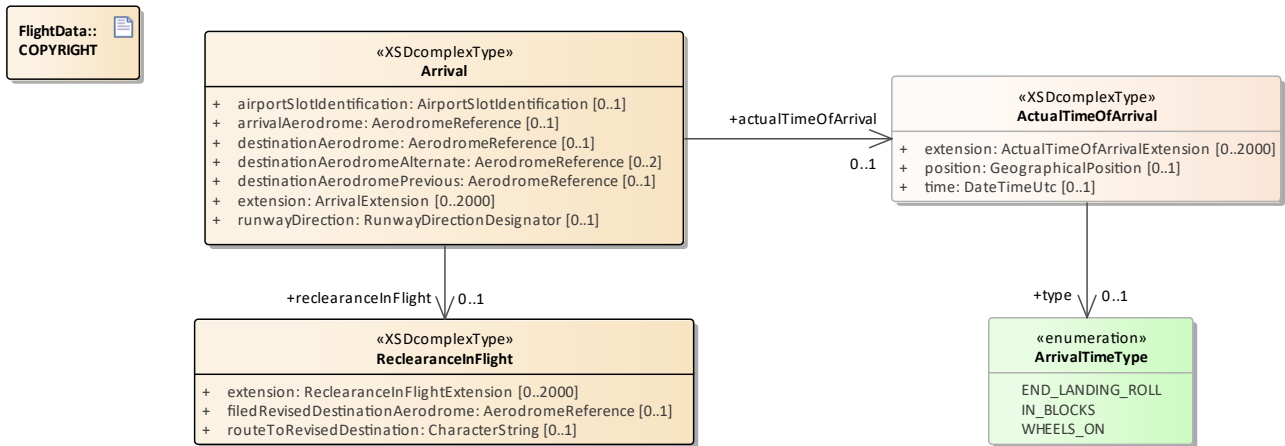 FlightData::
COPYRIGHT
«XSDcomplexType»
Arrival
+ airportSlotIdentification: AirportSlotIdentification [0..1]
+ arrivalAerodrome: AerodromeReference [0..1]
+ destinationAerodrome: AerodromeReference [0..1]
+ destinationAerodromeAlternate: AerodromeReference [0..2]
+ destinationAerodromePrevious: AerodromeReference [0..1]
+ extension: ArrivalExtension [0..2000]
+ runwayDirection: RunwayDirectionDesignator [0..1]
+actualTimeOfArrival
0..1
«XSDcomplexType»
ActualTimeOfArrival
+ extension: ActualTimeOfArrivalExtension [0..2000]
+ position: GeographicalPosition [0..1]
+ time: DateTimeUtc [0..1]
+reclearanceInFlight 0..1
+type 0..1
«XSDcomplexType»
ReclearanceInFlight
+ extension: ReclearanceInFlightExtension [0..2000]
+ filedRevisedDestinationAerodrome: AerodromeReference [0..1]
+ routeToRevisedDestination: CharacterString [0..1]
«enumeration»
ArrivalTimeType
END_LANDING_ROLL
IN_BLOCKS
WHEELS_ON